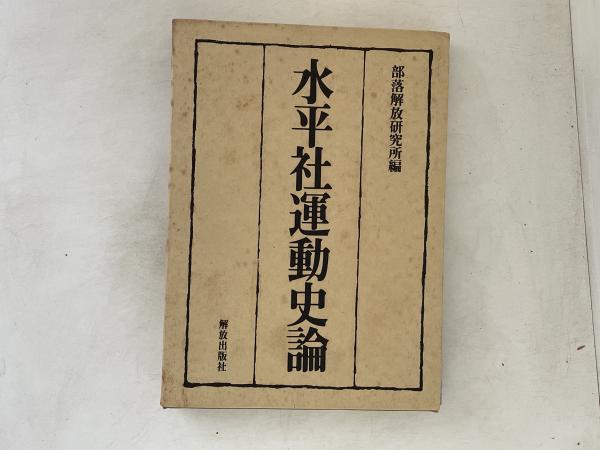 部落解放研究所編
水平社運動史論
解放出版社